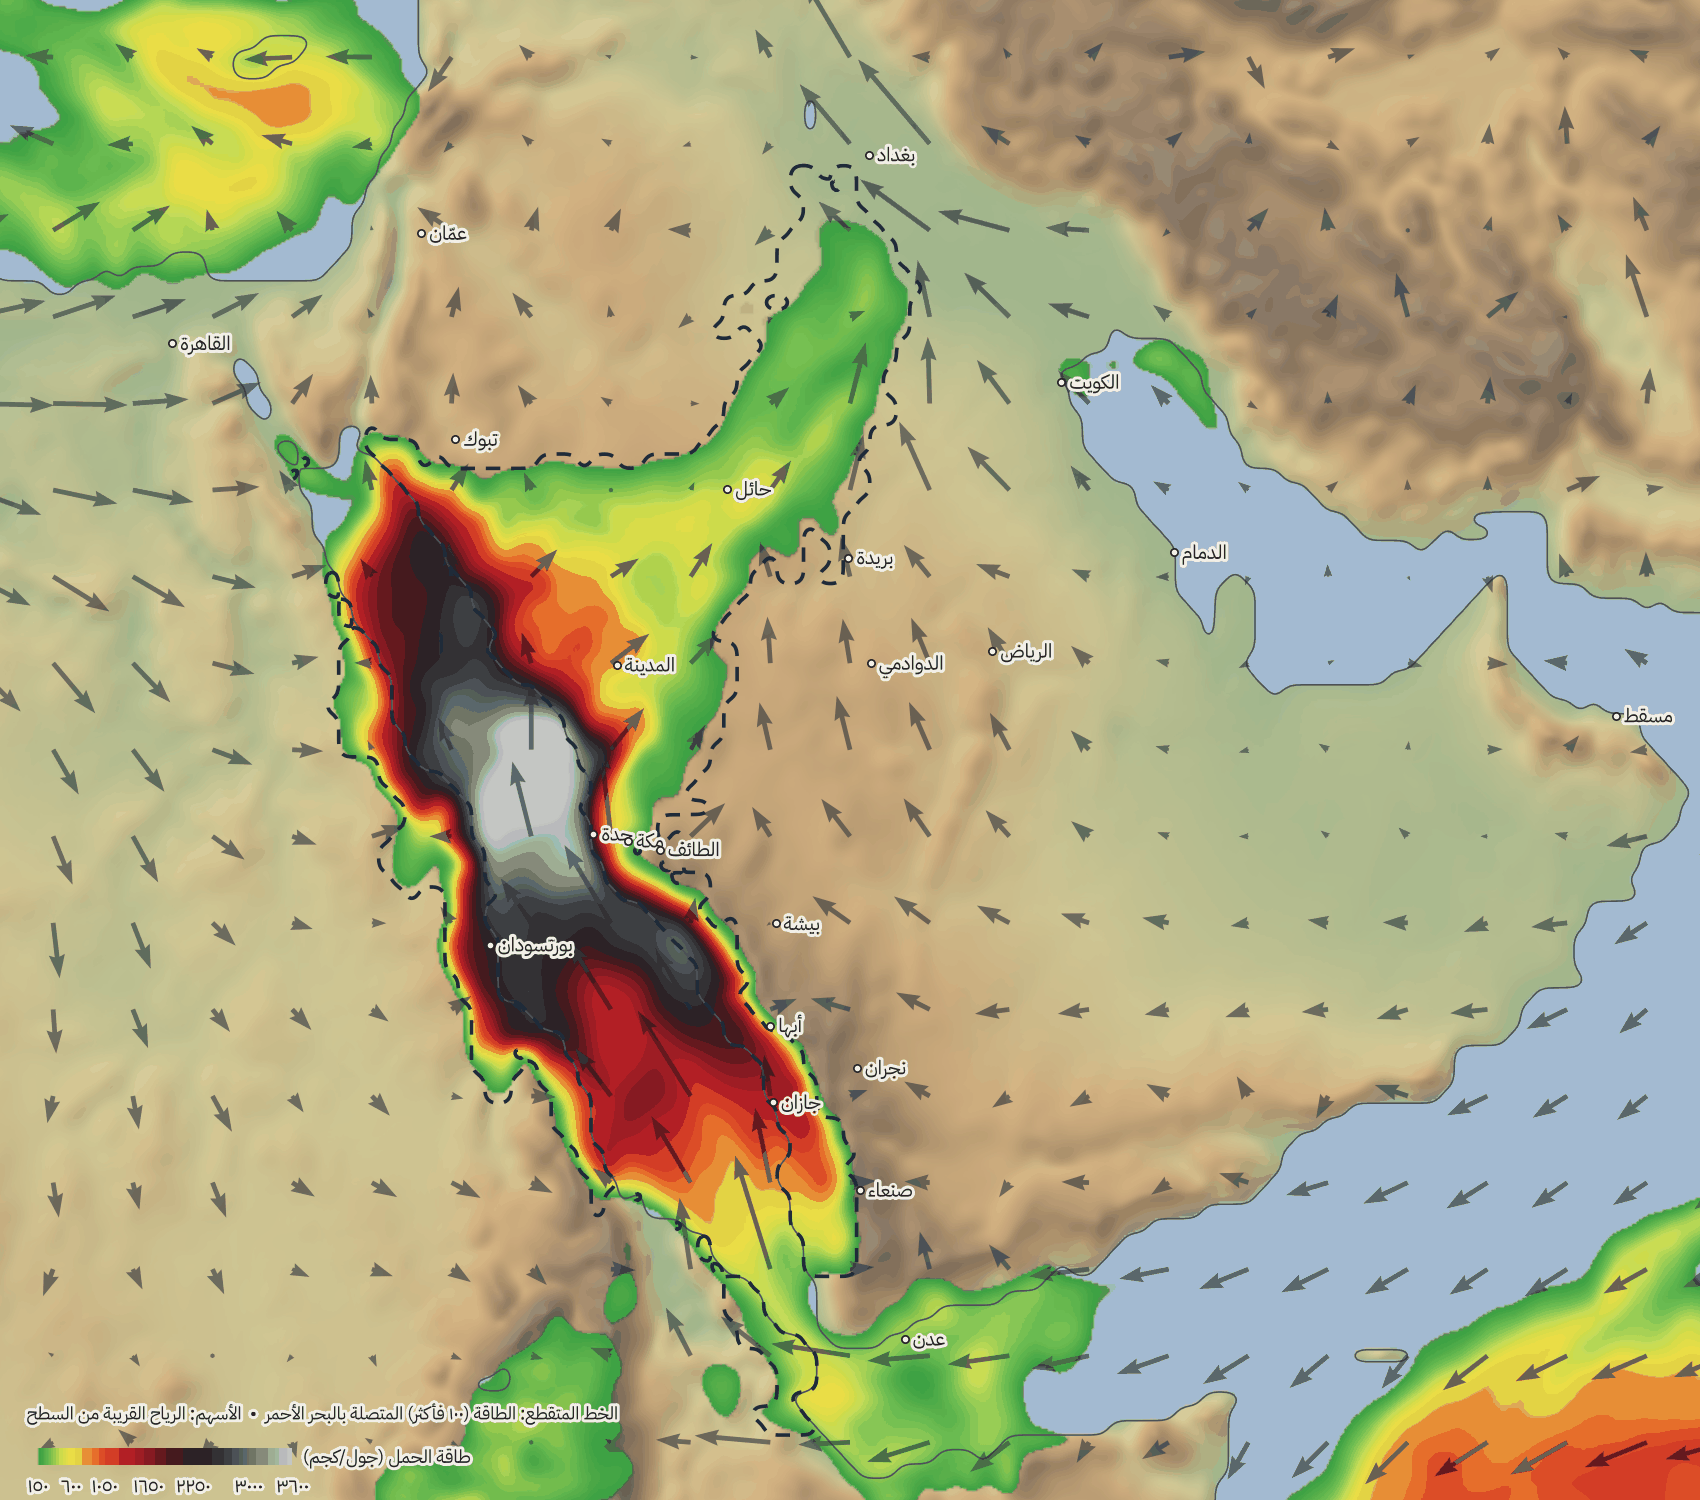 بغداد
عمّان
القاهرة
الكويت
تبوك
حائل
الدمام
بريدة
الرياض
الدوادمي
المدينة
مسقط
جدة
مكة
الطائف
بيشة
بورتسودان
أبها
نجران
جازان
صنعاء
عدن
الخط المتقطع: الطاقة (١٠٠ فأكثر) المتصلة بالبحر الأحمر • الأسهم: الرياح القريبة من السطح
طاقة الحمل (جول/كجم)
١٥٠ ٦٠٠ ١٠٥٠ ١٦٥٠ ٢٢٥٠ ٣٠٠٠ ٣٦٠٠